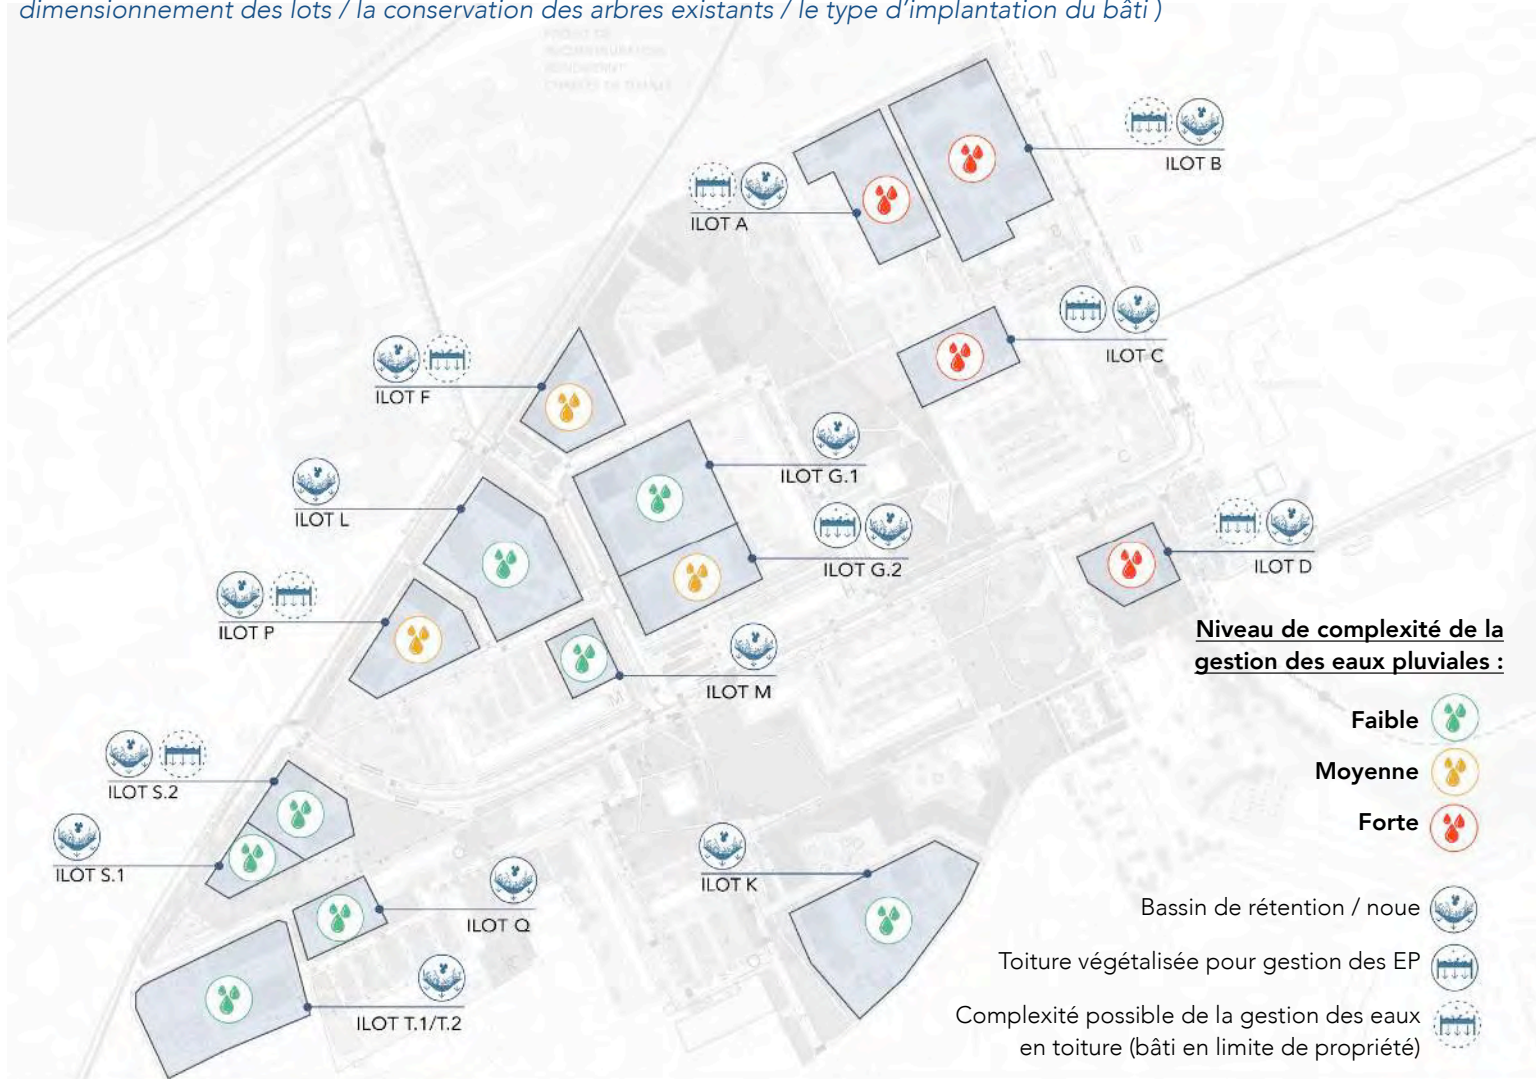 dimensionnement des lots / la conservation des arbres existants / le type d'implantation du bâti )
PROJET DE
RECONFIGURATION
ILOT B
ILOT A
ILOT C
ILOT F
ILOT G.1
ILOT L
ILOT G.2
ILOT D
ILOT P
ILOT M
ILOT S.2
ILOT S.1
ILOT K
ILOT Q
ILOT T.1/T.2
Niveau de complexité de la
gestion des eaux pluviales :
Faible
Moyenne
Forte
Bassin de rétention / noue
Toiture végétalisée pour gestion des EP
Complexité possible de la gestion des eaux
en toiture (bâti en limite de propriété)